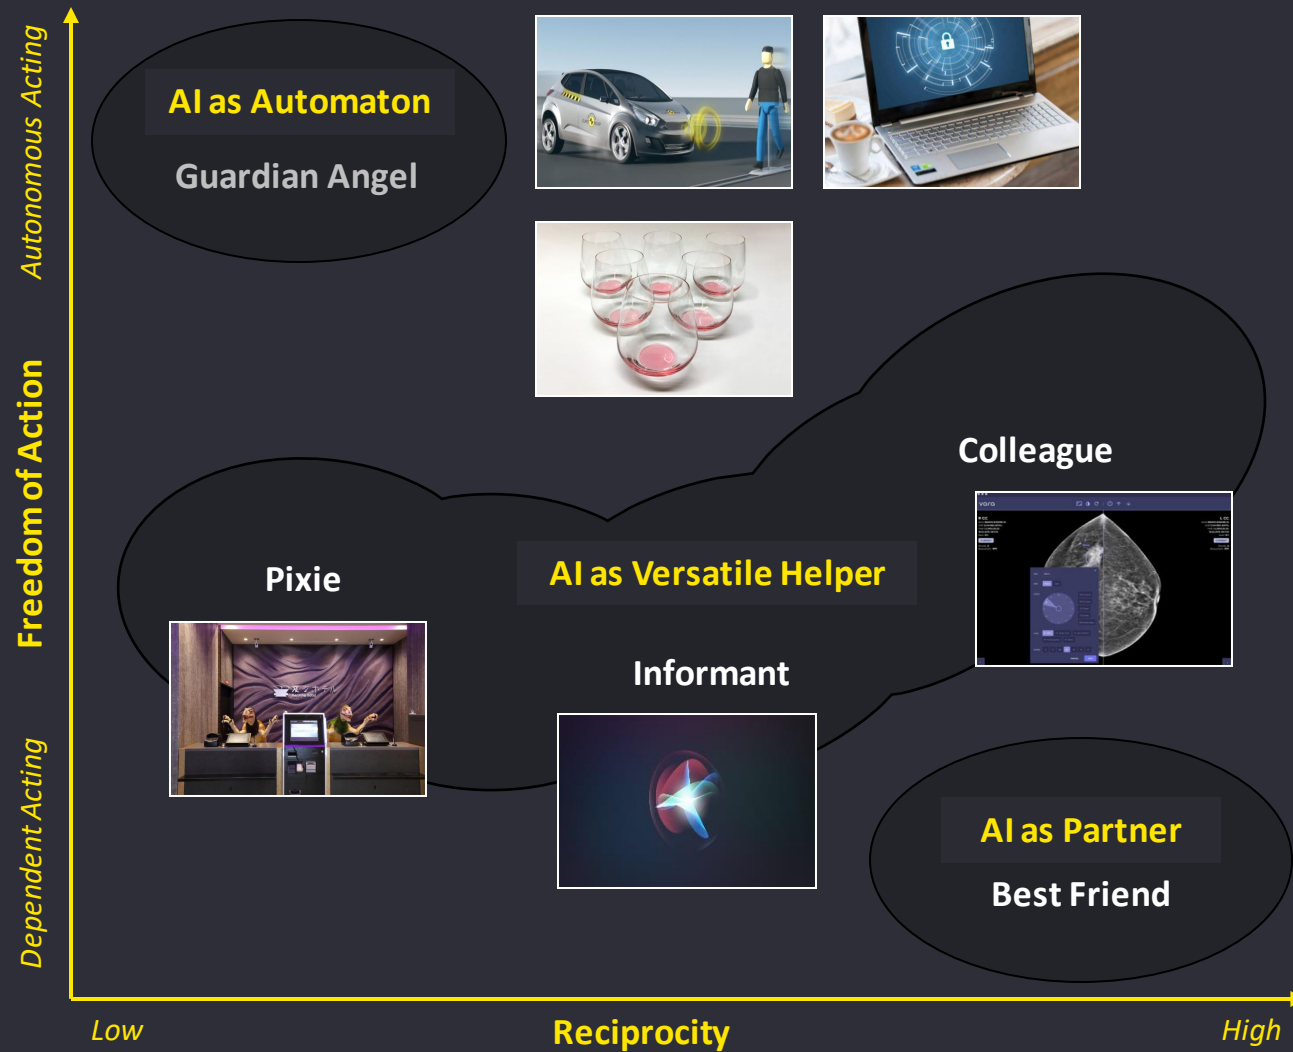 Autonomous Acting
AI as Automaton
Guardian Angel
Freedom of Action
Colleague
vara
AI as Versatile Helper
Pixie
Informant
Dependent Acting
AI as Partner
Best Friend
Low
Reciprocity
High